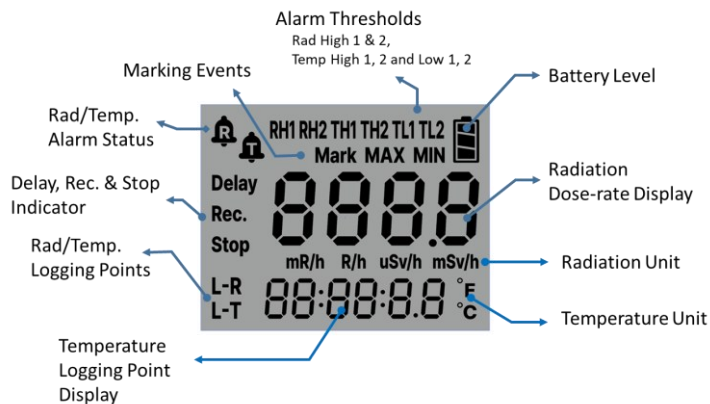 Alarm Thresholds
Rad High 1 & 2,
Temp High 1, 2 and Low 1, 2
Marking Events
Battery Level
Rad/Temp.
Alarm Status
R
T
RH1 RH2 TH1 TH2 TL1 TL2
Mark MAX MIN
Delay, Rec. & Stop
Indicator
Delay
Rec.
Stop
888.8
Radiation
Dose-rate Display
mR/h R/h uSv/h mSv/h
Radiation Unit
Rad/Temp.
Logging Points
L-R
L-T
88:88:8.8
°F
°C
Temperature Unit
Temperature
Logging Point
Display